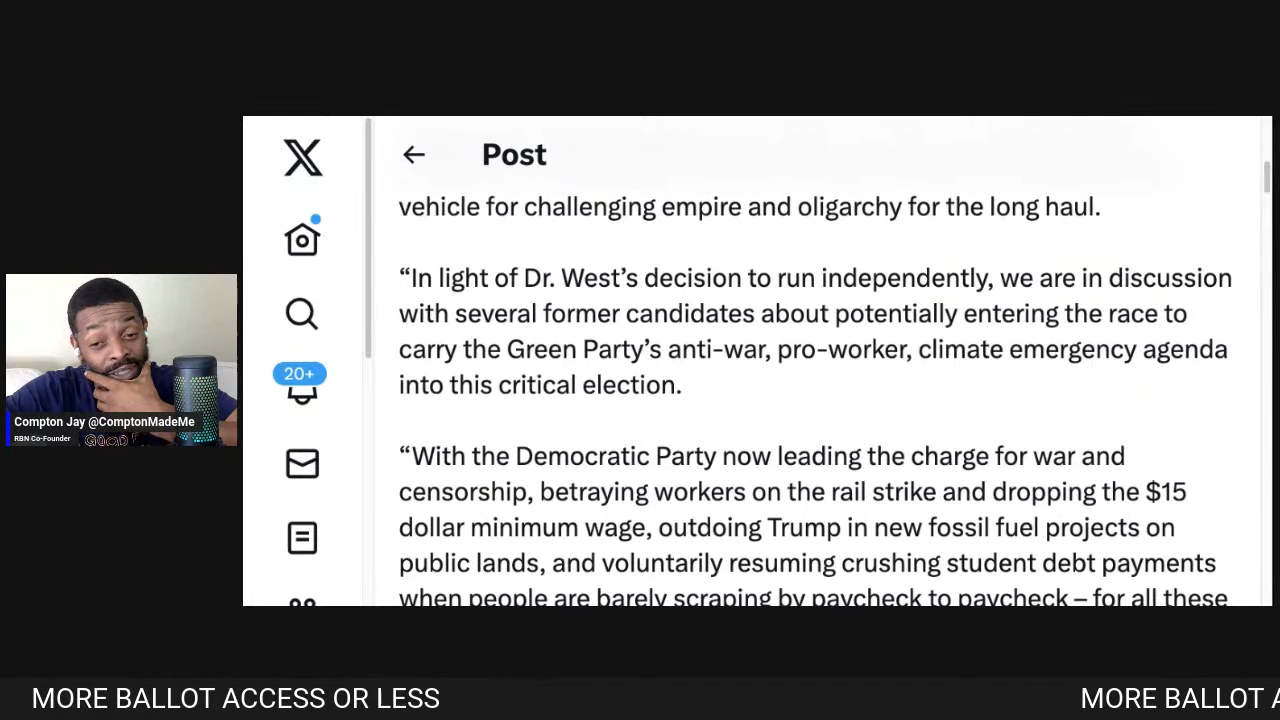 Post
vehicle for challenging empire and oligarchy for the long haul.
“In light of Dr. West’s decision to run independently, we are in discussion
with several former candidates about potentially entering the race to
carry the Green Party’s anti-war, pro-worker, climate emergency agenda
into this critical election.
“With the Democratic Party now leading the charge for war and
censorship, betraying workers on the rail strike and dropping the $15
dollar minimum wage, outdoing Trump in new fossil fuel projects on
public lands, and voluntarily resuming crushing student debt payments
when people are barely scraping by paycheck to paycheck – for all these
20+
Compton Jay @ComptonMadeMe
RBN Co-Founder
GOOD
MORE BALLOT ACCESS OR LESS
MORE BALLOT A